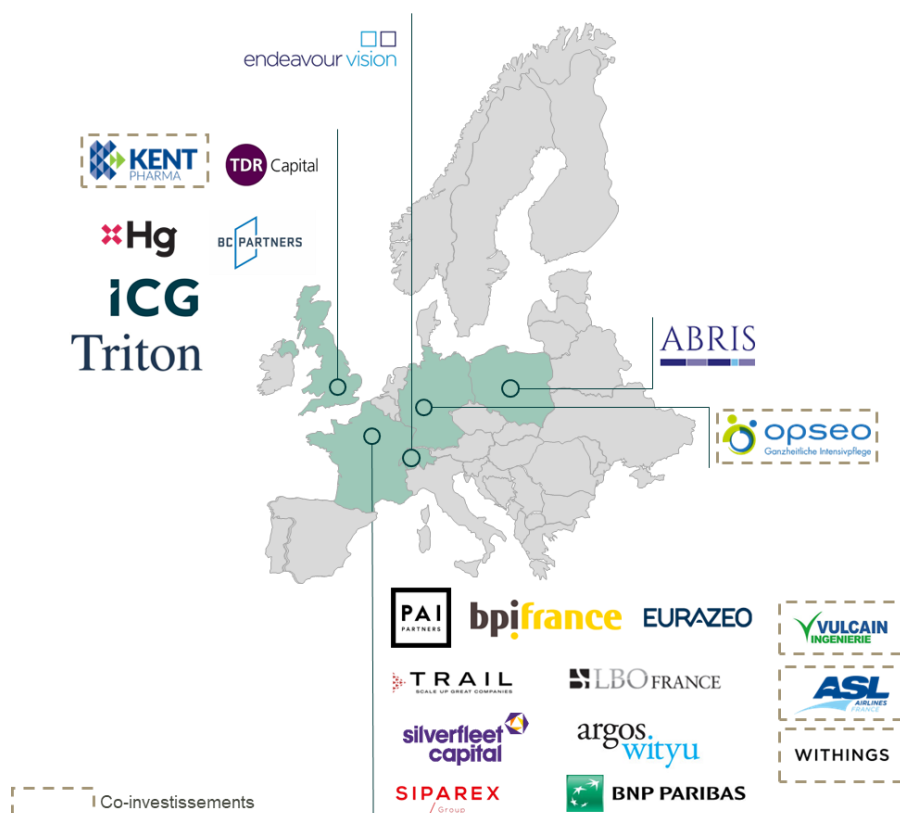 endeavour vision
KENT
PHARMA
TDR Capital
Hg
BC PARTNERS
ICG
Triton
ABRIS
opseo
Ganzheitliche Intensivpflege
PAI
PARTNERS
bpifrance
EURAZEO
VULCAIN
INGENIERIE
TRAIL
SCALE UP GREAT COMPANIES
LBO FRANCE
ASL
AIRLINES
FRANCE
silverfleet
capital
argos
wityu
WITHINGS
SIPAREX
/Group
BNP PARIBAS
Co-investissements